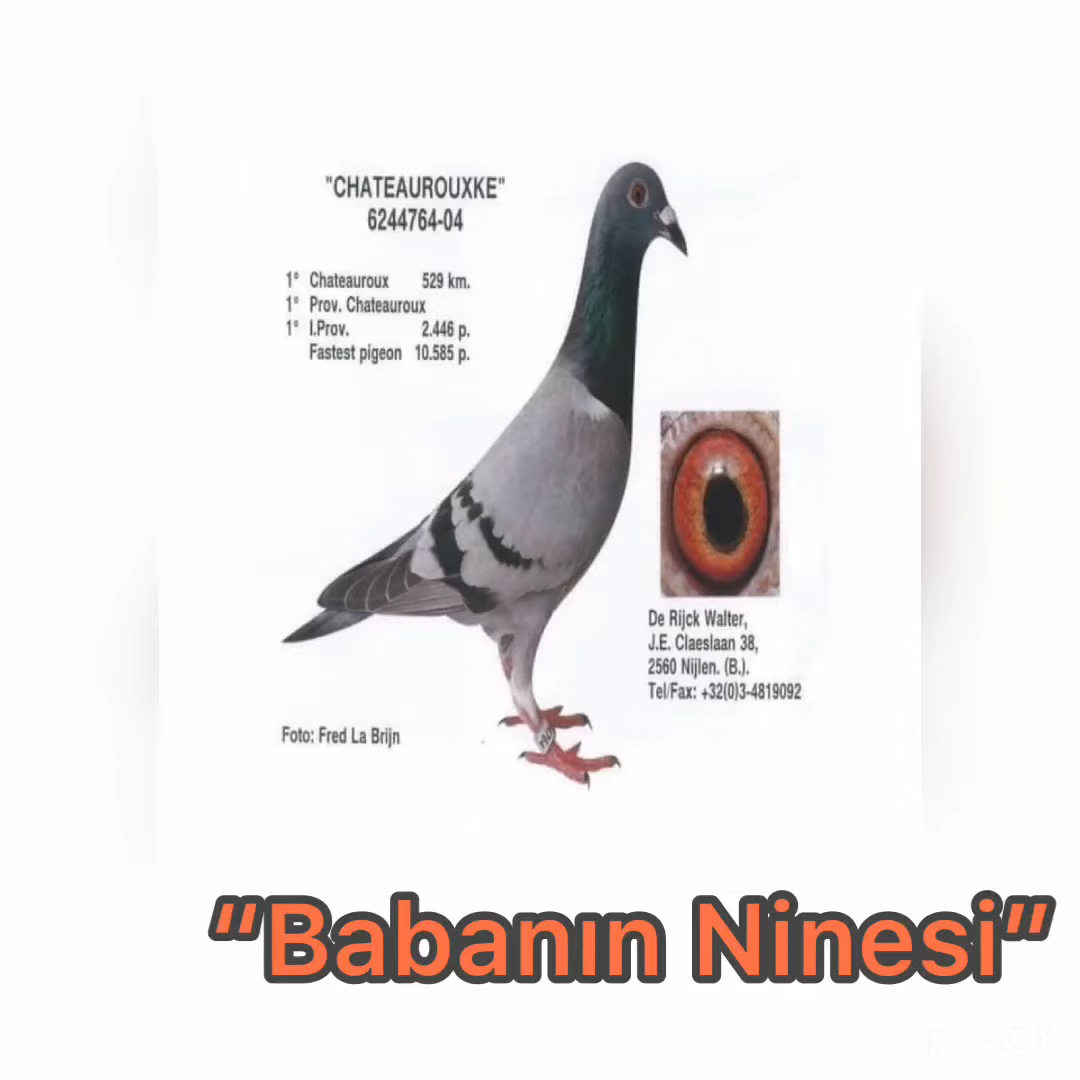 "CHATEAUROUXKE"
6244764-04
1° Chateauroux 529 km.
1° Prov. Chateauroux
1° I.Prov. 2.446 p.
Fastest pigeon 10.585 p.
De Rijck Walter,
J.E. Claeslaan 38,
2560 Nijlen. (B.).
Tel/Fax: +32(0)3-4819092
Foto: Fred La Brijn
"Babanın Ninesi"